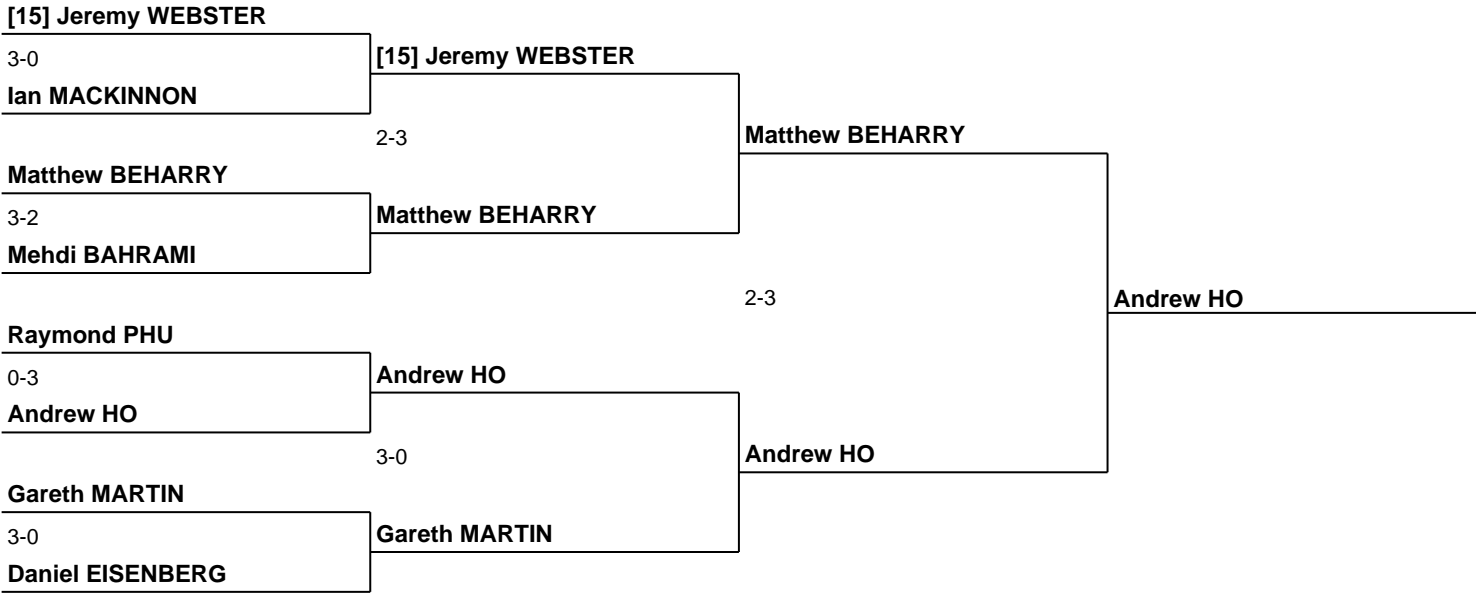 [15] Jeremy WEBSTER
3-0
[15] Jeremy WEBSTER
Ian MACKINNON
2-3
Matthew BEHARRY
Matthew BEHARRY
3-2
Matthew BEHARRY
Mehdi BAHRAMI
2-3
Andrew HO
Raymond PHU
0-3
Andrew HO
Andrew HO
3-0
Andrew HO
Gareth MARTIN
3-0
Gareth MARTIN
Daniel EISENBERG